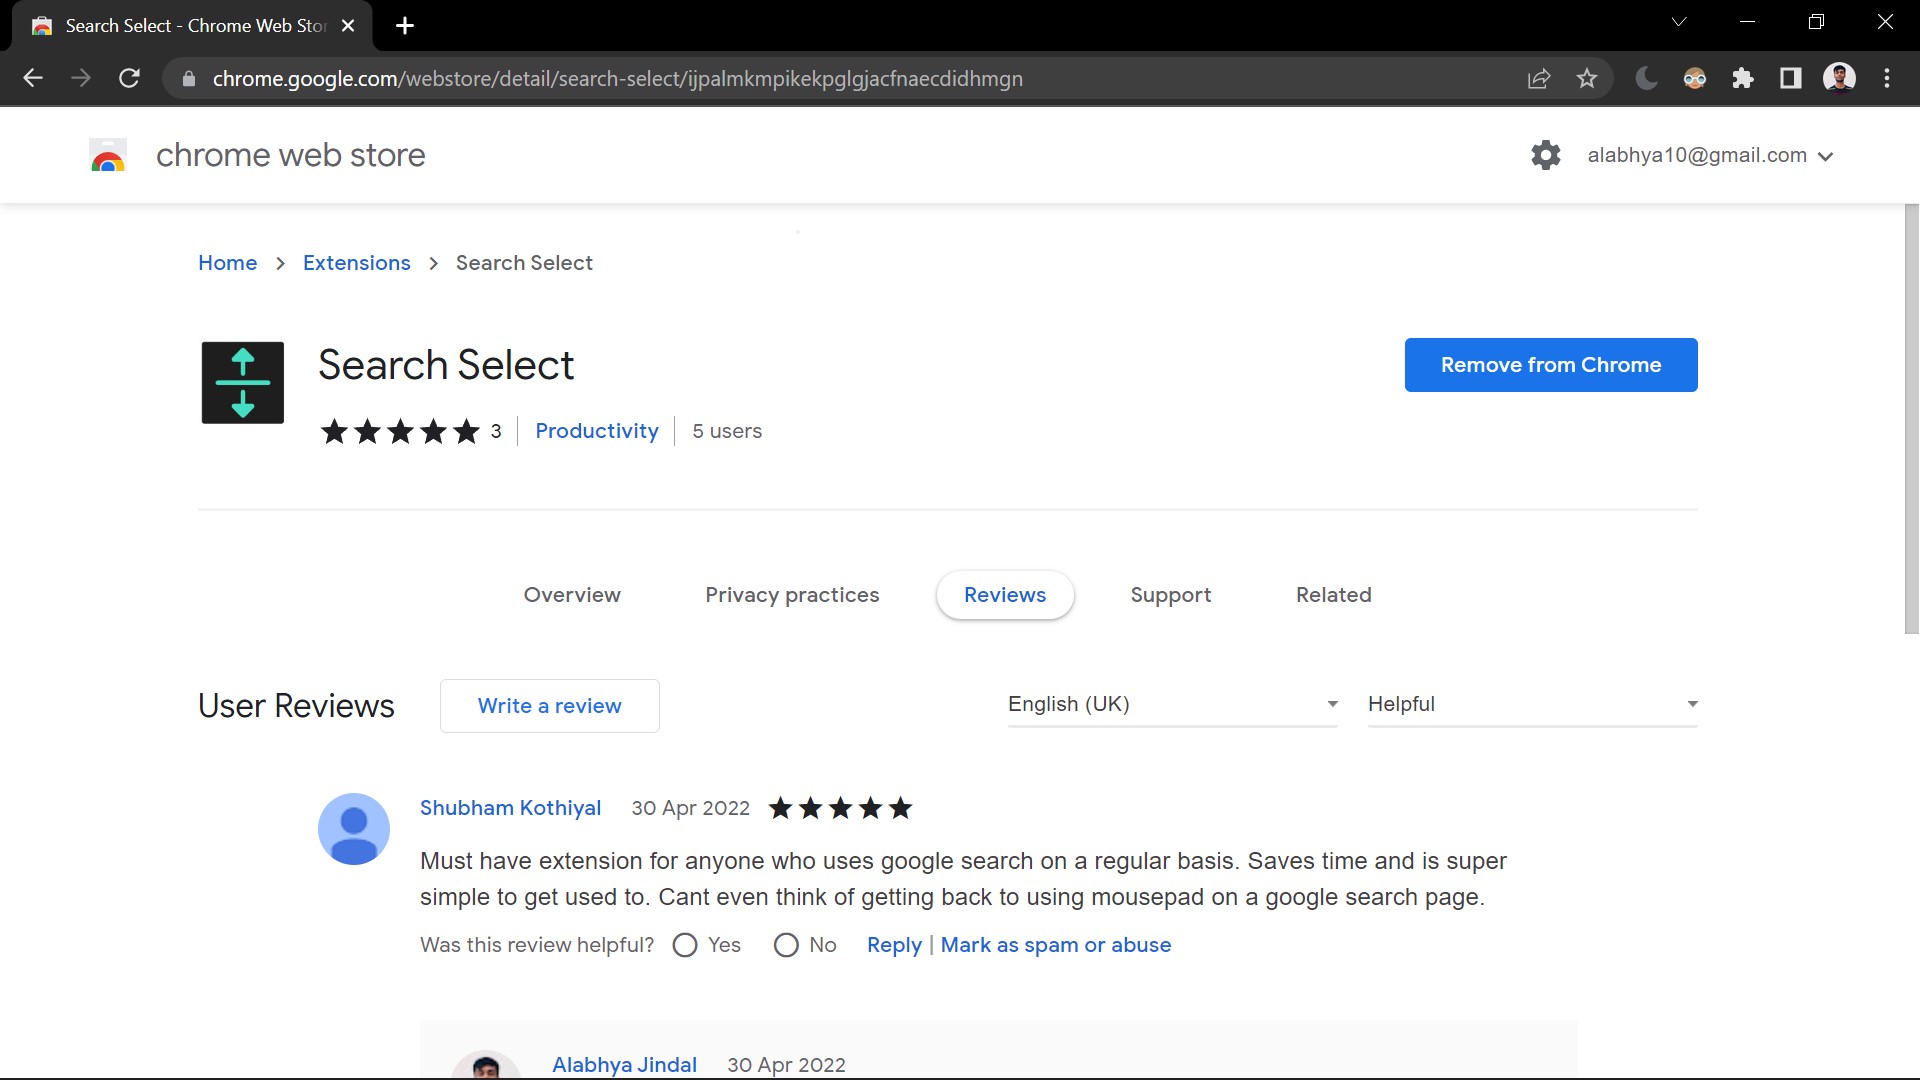 Search Select - Chrome Web Stor
chrome.google.com/webstore/detail/search-select/ijpalmkmpikekpglgjacfnaecdidhmgn
chrome web store
alabhya10@gmail.com
Home > Extensions > Search Select
Search Select
Remove from Chrome
3 | Productivity | 5 users
Overview Privacy practices Reviews Support Related
User Reviews Write a review English (UK) Helpful
Shubham Kothiyal 30 Apr 2022
Must have extension for anyone who uses google search on a regular basis. Saves time and is super
simple to get used to. Cant even think of getting back to using mousepad on a google search page.
Was this review helpful? Yes No Reply | Mark as spam or abuse
Alabhya Jindal 30 Apr 2022